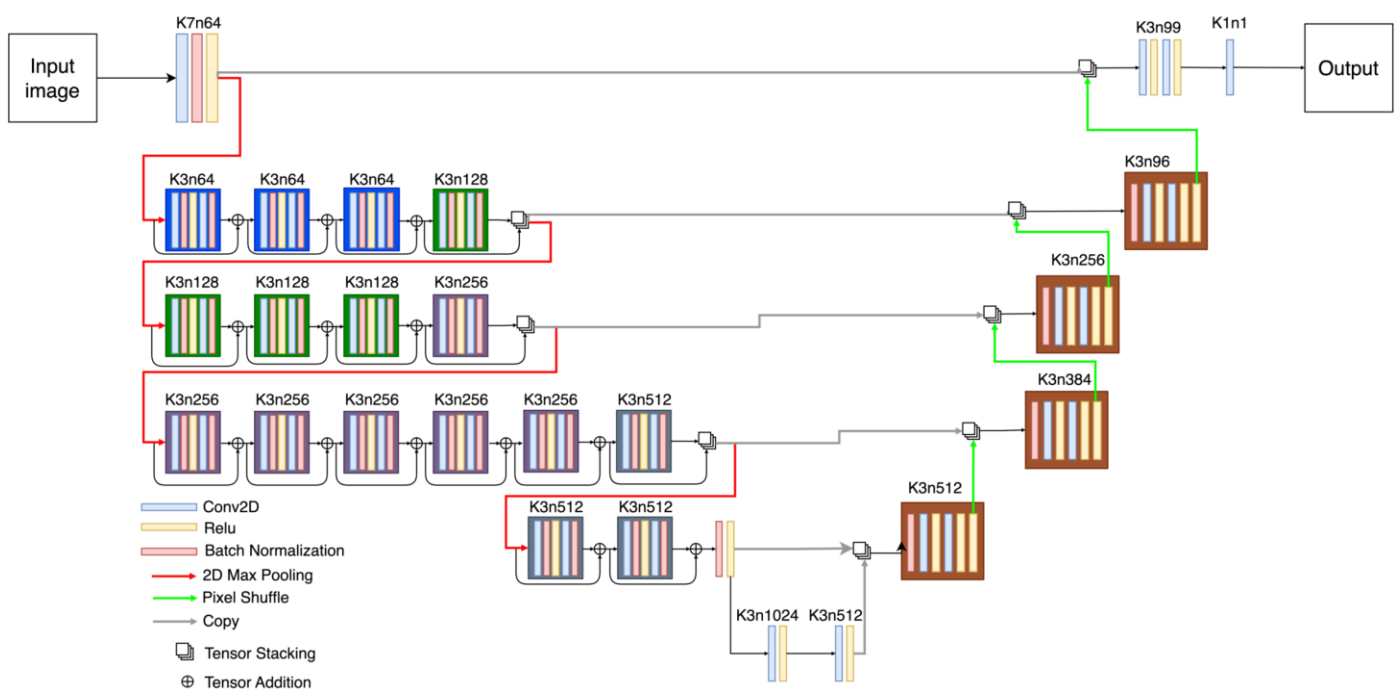 K7n64
K3n99
K1n1
Input
image
Output
K3n96
K3n64
K3n64
K3n64
K3n128
K3n256
K3n128
K3n128
K3n128
K3n256
K3n384
K3n256
K3n256
K3n256
K3n256
K3n256
K3n512
K3n512
K3n512
K3n512
Conv2D
Relu
Batch Normalization
2D Max Pooling
Pixel Shuffle
Copy
Tensor Stacking
Tensor Addition
K3n1024
K3n512